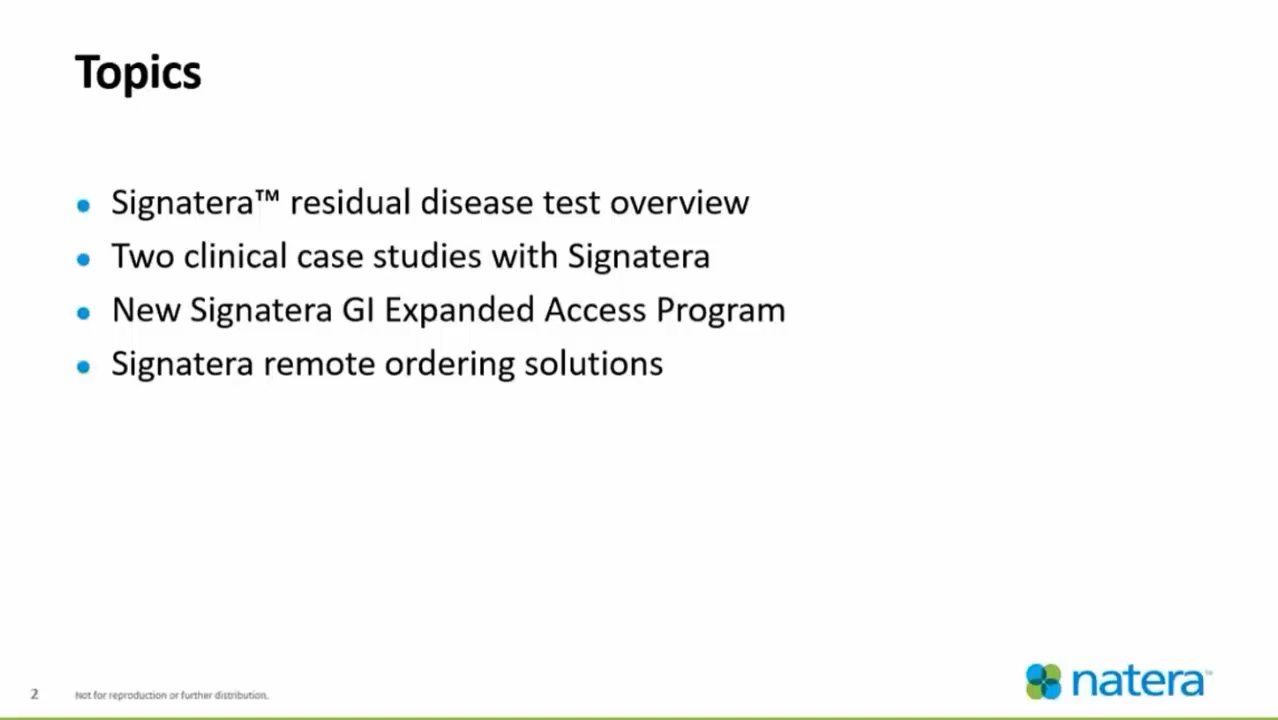 Topics
Signatera™ residual disease test overview
Two clinical case studies with Signatera
New Signatera GI Expanded Access Program
Signatera remote ordering solutions
2 Not for reproduction or further distribution.
natera™